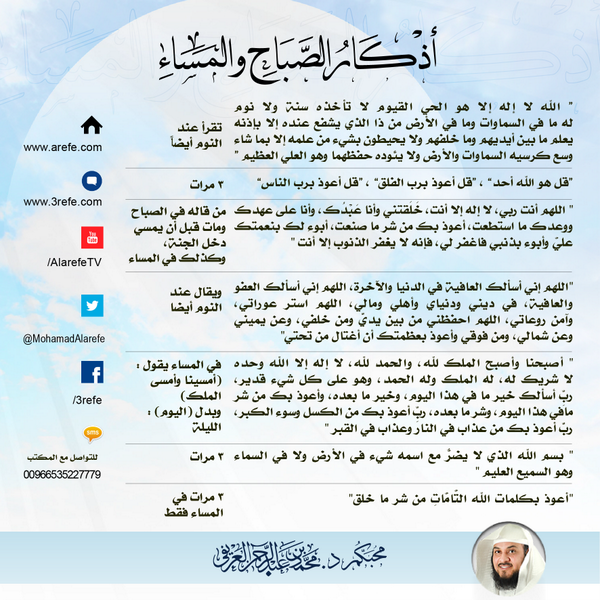 أذكار الصَّبَاحِ والمَسَاءِ
" الله لا إله إلا هو الحي القيوم لا تأخذه سنة ولا نوم
له ما في السماوات وما في الأرض من ذا الذي يشفع عنده إلا بإذنه
يعلم ما بين أيديهم وما خلفهم ولا يحيطون بشيء من علمه إلا بما شاء
وسع كرسيه السماوات والأرض ولا يئوده حفظهما وهو العلي العظيم "
تقرأ عند
النوم أيضاً
"قل هو الله أحد" ، "قل أعوذ برب الفلق" ، "قل أعوذ برب الناس"
٣ مرات
" اللهم أنت ربي، لا إله إلا أنت، خَلَقتني وأنا عَبْدُك، وأنا على عهدك
ووعدك ما استطعت، أعوذ بك من شر ما صنعت، أبوء لك بنعمتك
عليّ وأبوء بذنبي فاغفر لي، فإنه لا يغفر الذنوب إلا أنت "
من قاله في الصباح
ومات قبل أن يمسي
دخل الجنة،
وكذلك في المساء
"اللهم إني أسألك العافية في الدنيا والآخرة، اللهم إني أسألك العفو
والعافية، في ديني ودنياي وأهلي ومالي، اللهم استر عوراتي،
وآمن روعاتي، اللهم احفظني من بين يديّ ومن خلفي، وعن يميني
وعن شمالي، ومن فوقي وأعوذ بعظمتك أن أغتال من تحتي"
ويقال عند
النوم أيضا
" أصبحنا وأصبح الملك لله، والحمد لله، لا إله إلا الله وحده
لا شريك له، له الملك وله الحمد، وهو على كل شيء قدير،
ربّ أسألك خير ما في هذا اليوم، وخير ما بعده، وأعوذ بك من شر
مافي هذا اليوم، وشر ما بعده، ربّ أعوذ بك من الكسل وسوء الكبر،
ربّ أعوذ بك من عذاب في النار وعذاب في القبر "
في المساء يقول :
(أمسينا وأمسى
الملك)
ويبدل (اليوم) :
الليلة
" بسم الله الذي لا يضرّ مع اسمه شيء في الأرض ولا في السماء
وهو السميع العليم "
٣ مرات
"أعوذ بكلمات الله التَّامَّاتِ من شر ما خلق"
٣ مرات في
المساء فقط
www.arefe.com
www.3refe.com
You
Tube
/AlarefeTV
@MohamadAlarefe
/3refe
sms
للتواصل مع المكتب
00966535227779
محبكم د. محمد بن عبدالرحمن العريفي